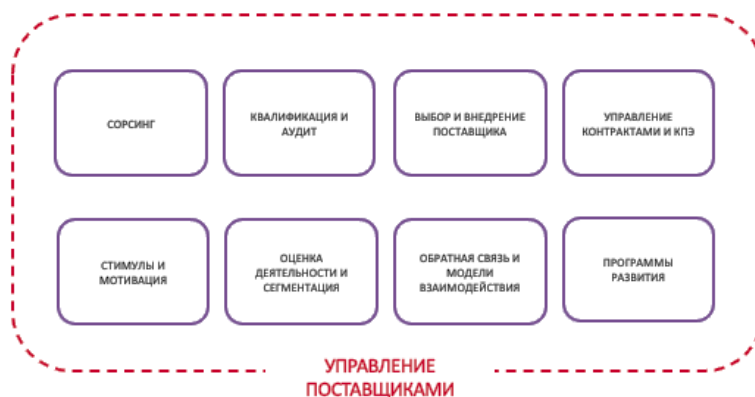 СОРСИНГ
КВАЛИФИКАЦИЯ И
АУДИТ
ВЫБОР И ВНЕДРЕНИЕ
ПОСТАВЩИКА
УПРАВЛЕНИЕ
КОНТРАКТАМИ И КПЭ
СТИМУЛЫ И
МОТИВАЦИЯ
ОЦЕНКА
ДЕЯТЕЛЬНОСТИ И
СЕГМЕНТАЦИЯ
ОБРАТНАЯ СВЯЗЬ И
МОДЕЛИ
ВЗАИМОДЕЙСТВИЯ
ПРОГРАММЫ
РАЗВИТИЯ
УПРАВЛЕНИЕ
ПОСТАВЩИКАМИ